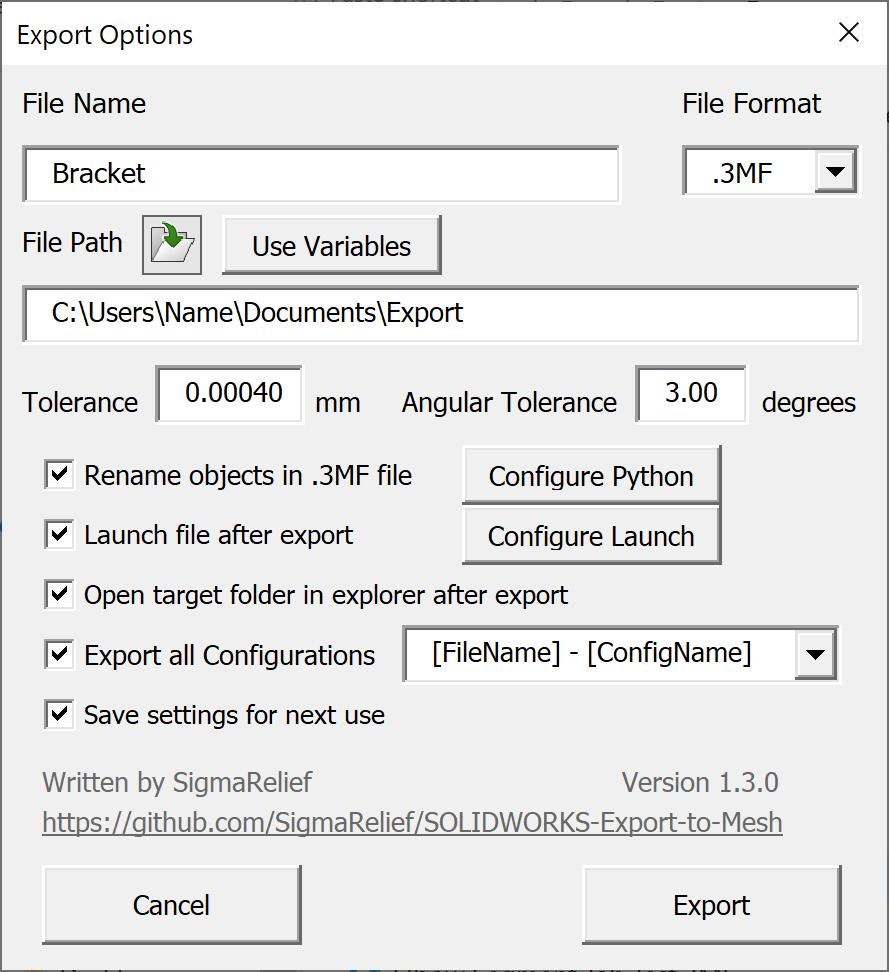 Export Options
File Name
File Format
Bracket
.3MF
File Path
Use Variables
C:\Users\Name\Documents\Export
Tolerance
0.00040
mm
Angular Tolerance
3.00
degrees
Rename objects in .3MF file
Configure Python
Launch file after export
Configure Launch
Open target folder in explorer after export
Export all Configurations
[FileName] - [ConfigName]
Save settings for next use
Written by SigmaRelief
Version 1.3.0
https://github.com/SigmaRelief/SOLIDWORKS-Export-to-Mesh
Cancel
Export